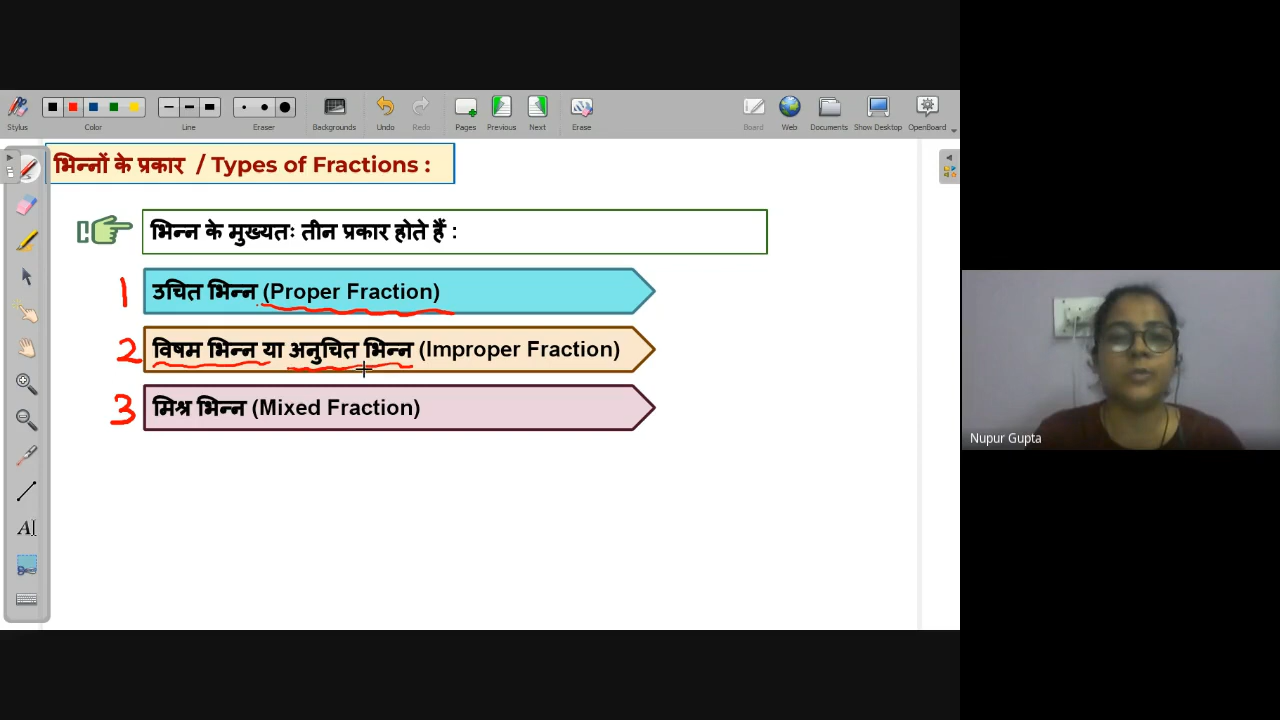 Stylus
Color
Line
Eraser
Backgrounds
Undo
Redo
Pages
Previous
Next
Erase
Board
Web
Documents
Show Desktop
OpenBoard
भिन्नों के प्रकार / Types of Fractions :
भिन्न के मुख्यतः तीन प्रकार होते हैं :
1 उचित भिन्न (Proper Fraction)
2 विषम भिन्न या अनुचित भिन्न (Improper Fraction)
3 मिश्र भिन्न (Mixed Fraction)
A
Nupur Gupta